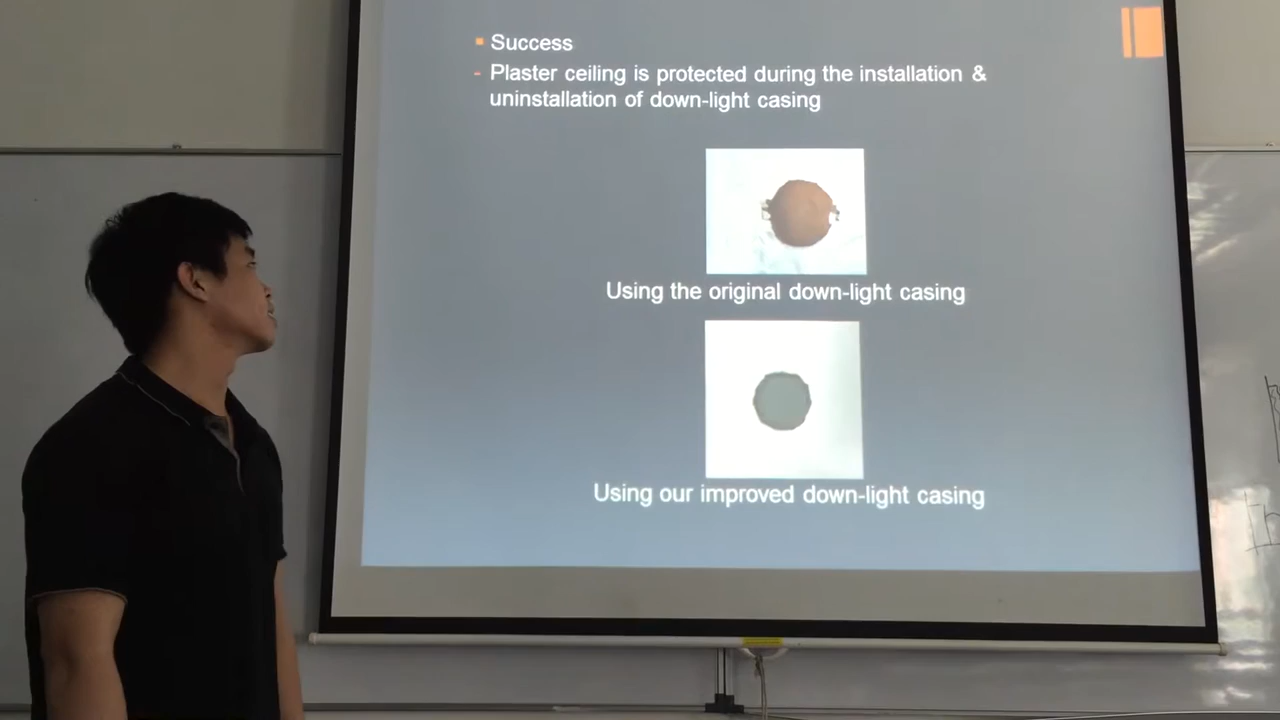 Success
- Plaster ceiling is protected during the installation &
uninstallation of down-light casing
Using the original down-light casing
Using our improved down-light casing